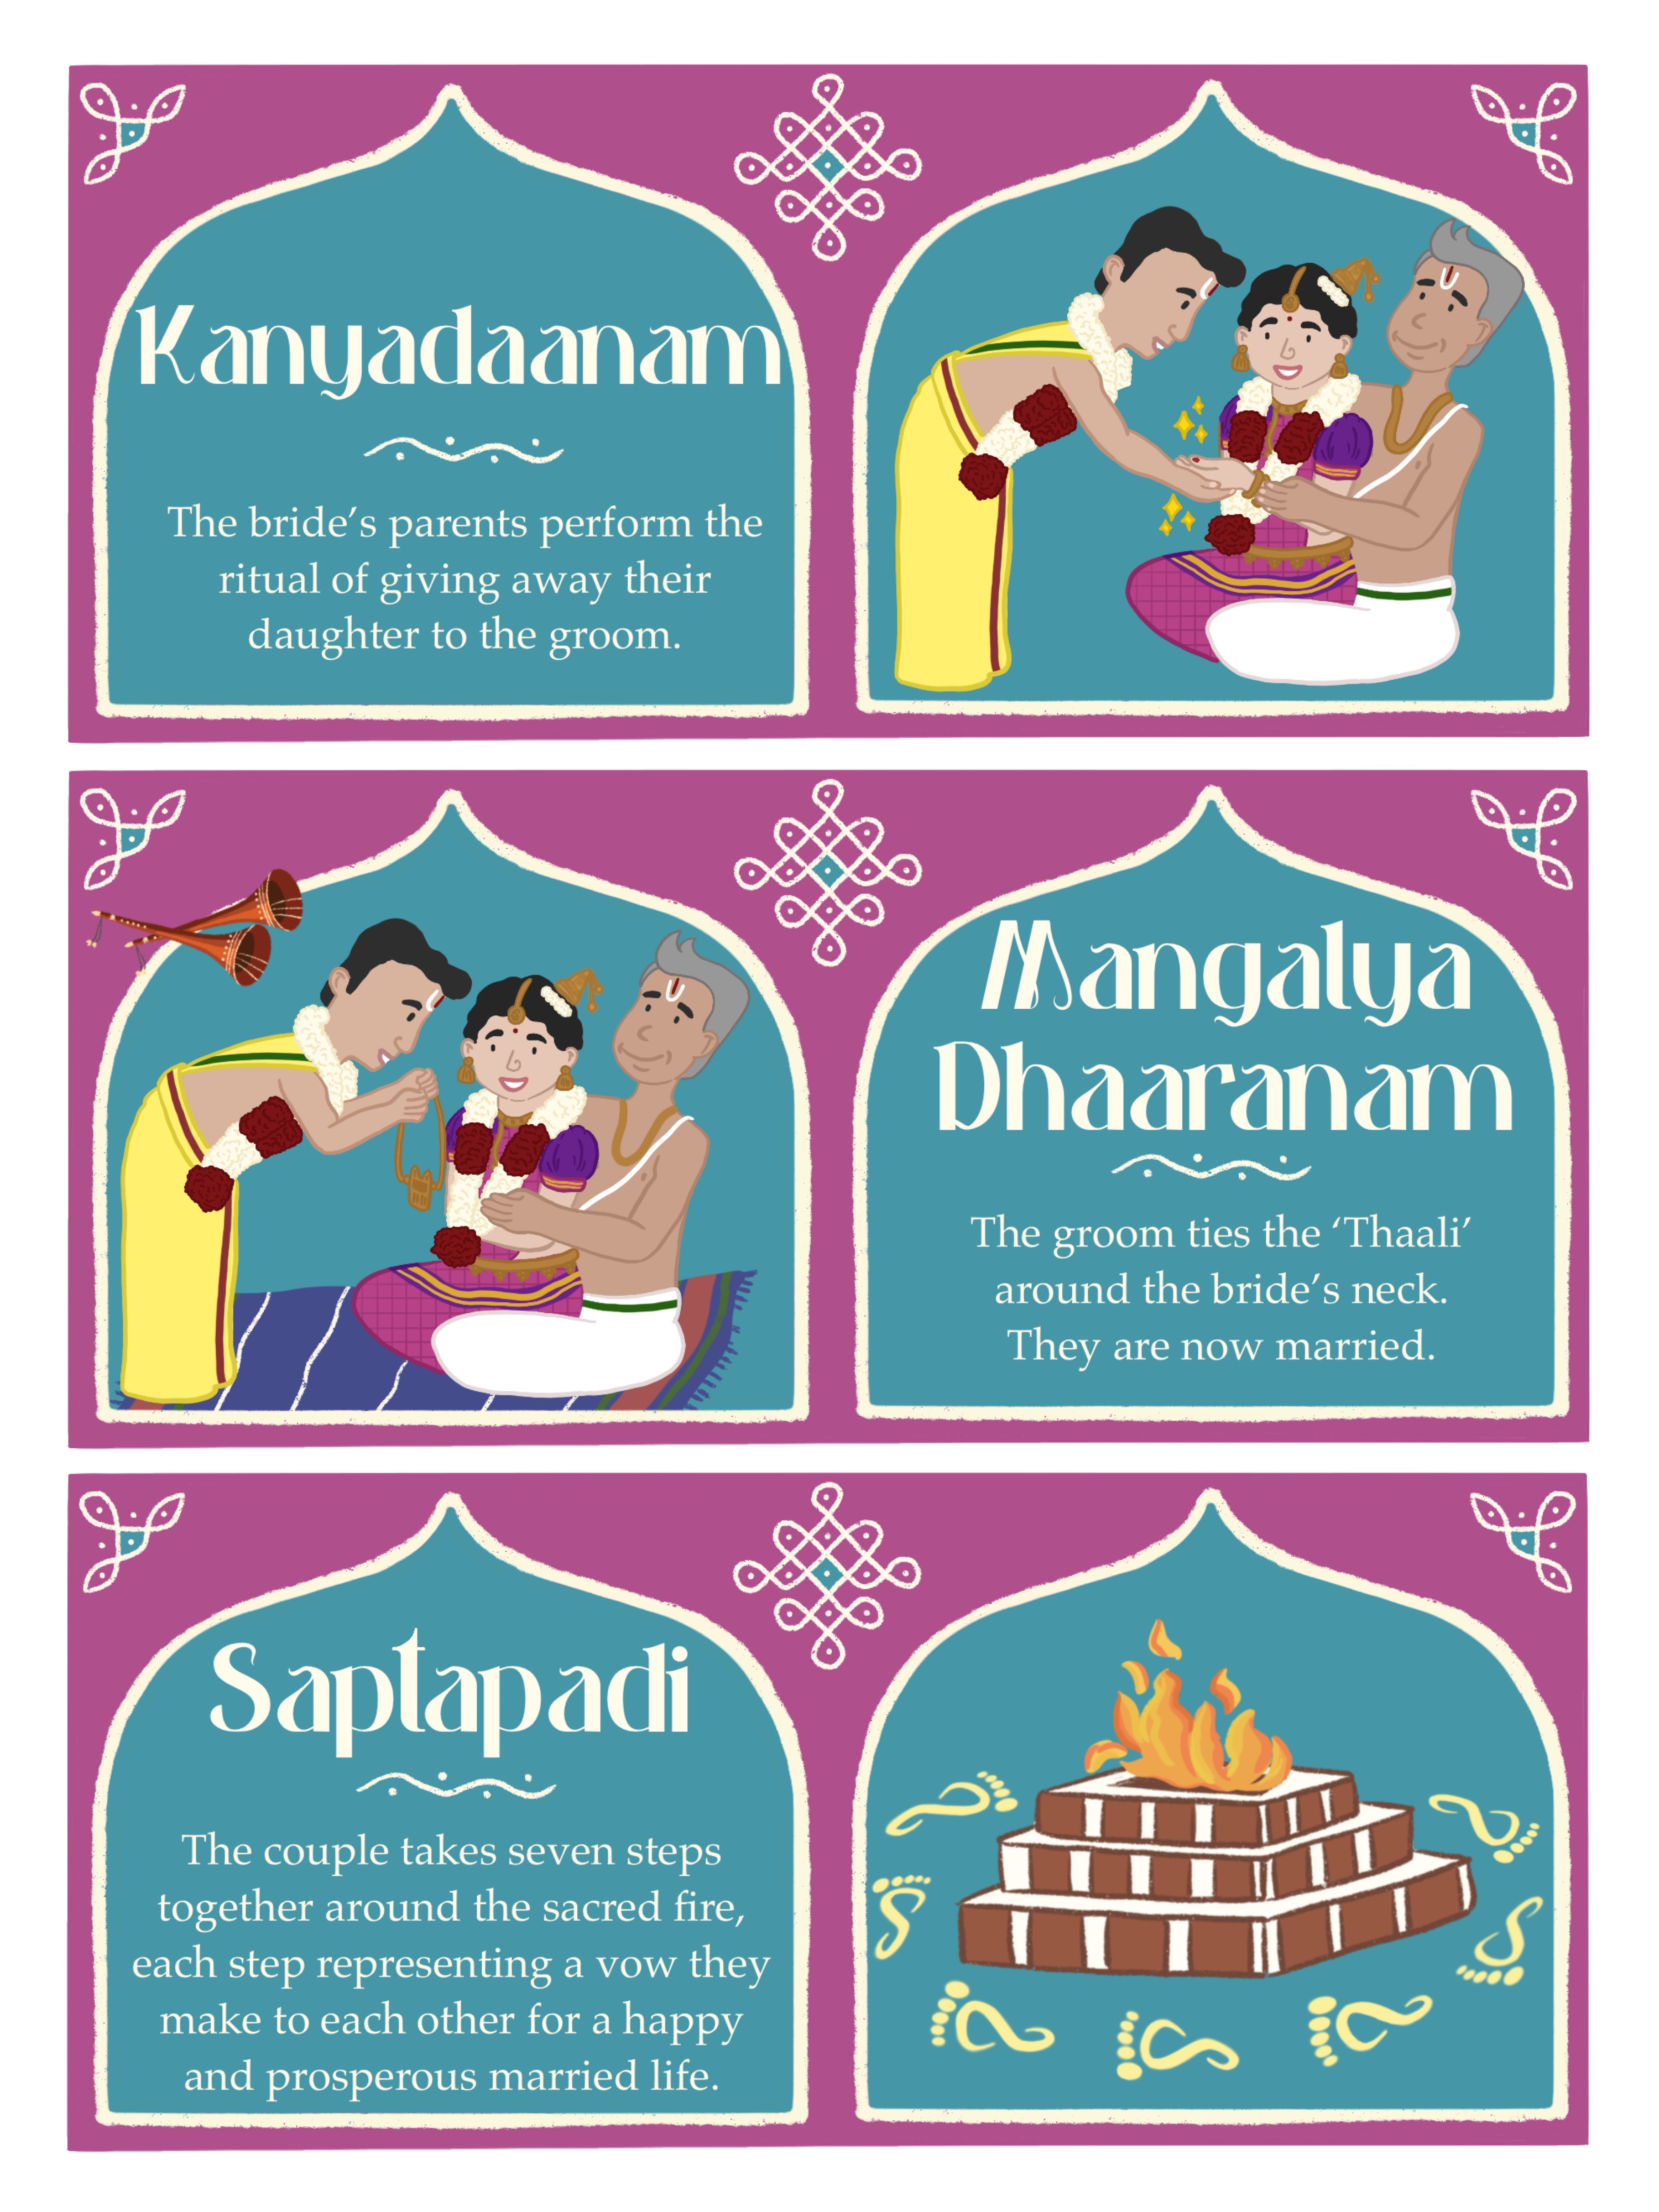 Kanyadaanam
The bride’s parents perform the
ritual of giving away their
daughter to the groom.
Mangalya
Dhaaranam
The groom ties the ‘Thaali’
around the bride’s neck.
They are now married.
Saptapadi
The couple takes seven steps
together around the sacred fire,
each step representing a vow they
make to each other for a happy
and prosperous married life.